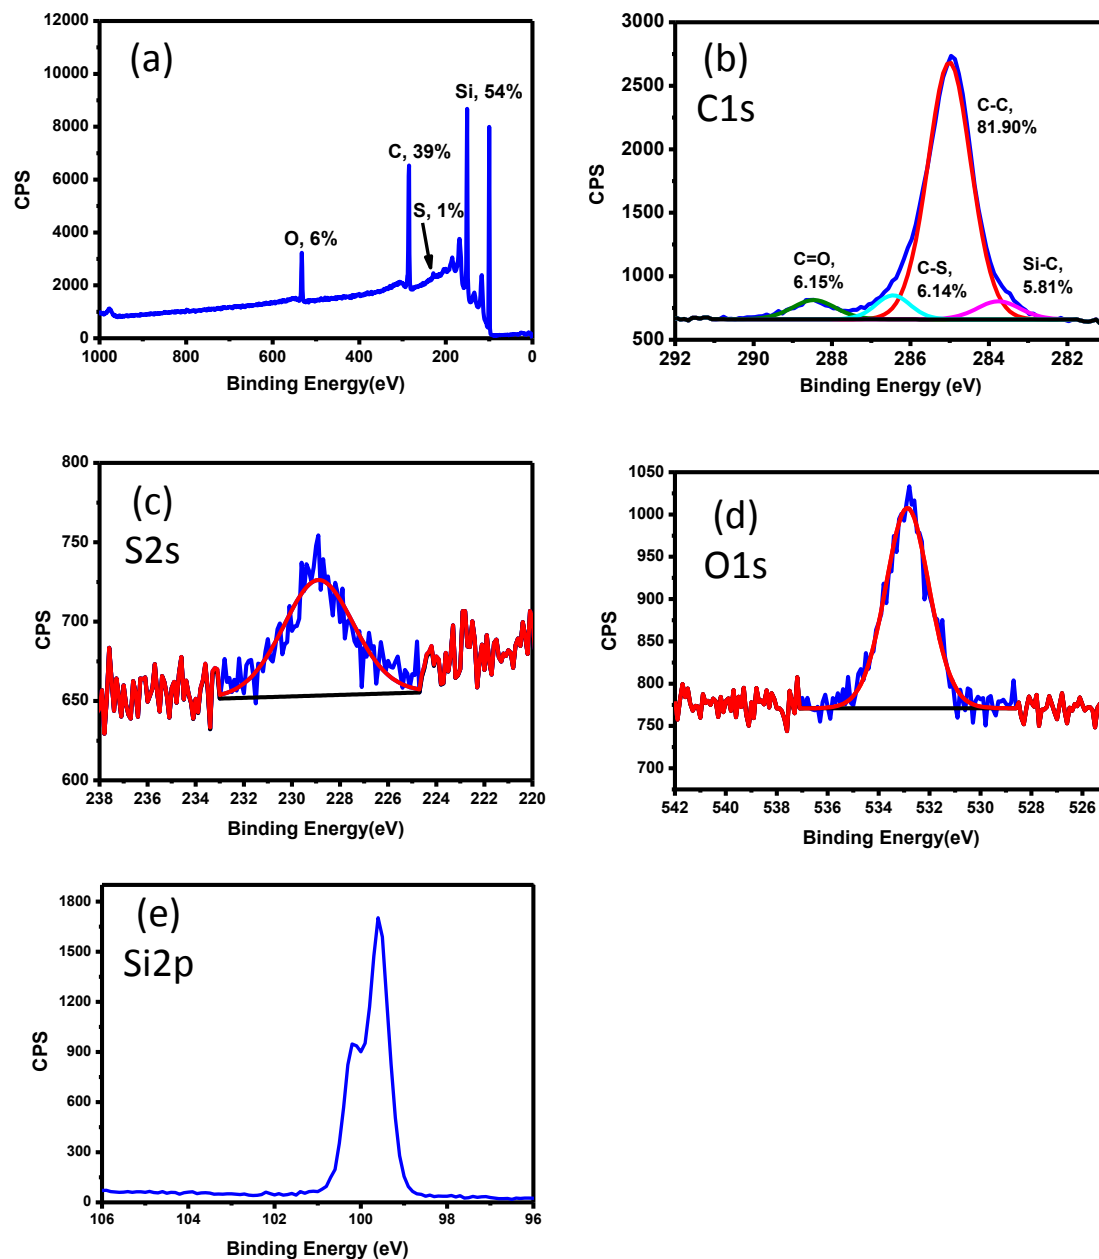 (a)
12000
10000
8000
6000
4000
2000
0
CPS
Si, 54%
C, 39%
S, 1%
O, 6%
1000
800
600
400
200
0
Binding Energy(eV)
(b)
C1s
3000
2500
2000
1500
1000
500
CPS
C-C,
81.90%
C=O,
6.15%
C-S,
6.14%
Si-C,
5.81%
292
290
288
286
284
282
Binding Energy (eV)
(c)
S2s
800
750
700
650
600
CPS
238
236
234
232
230
228
226
224
222
220
Binding Energy(eV)
(d)
O1s
1050
1000
950
900
850
800
750
700
CPS
542
540
538
536
534
532
530
528
526
Binding Energy(eV)
(e)
Si2p
1800
1500
1200
900
600
300
0
CPS
106
104
102
100
98
96
Binding Energy (eV)